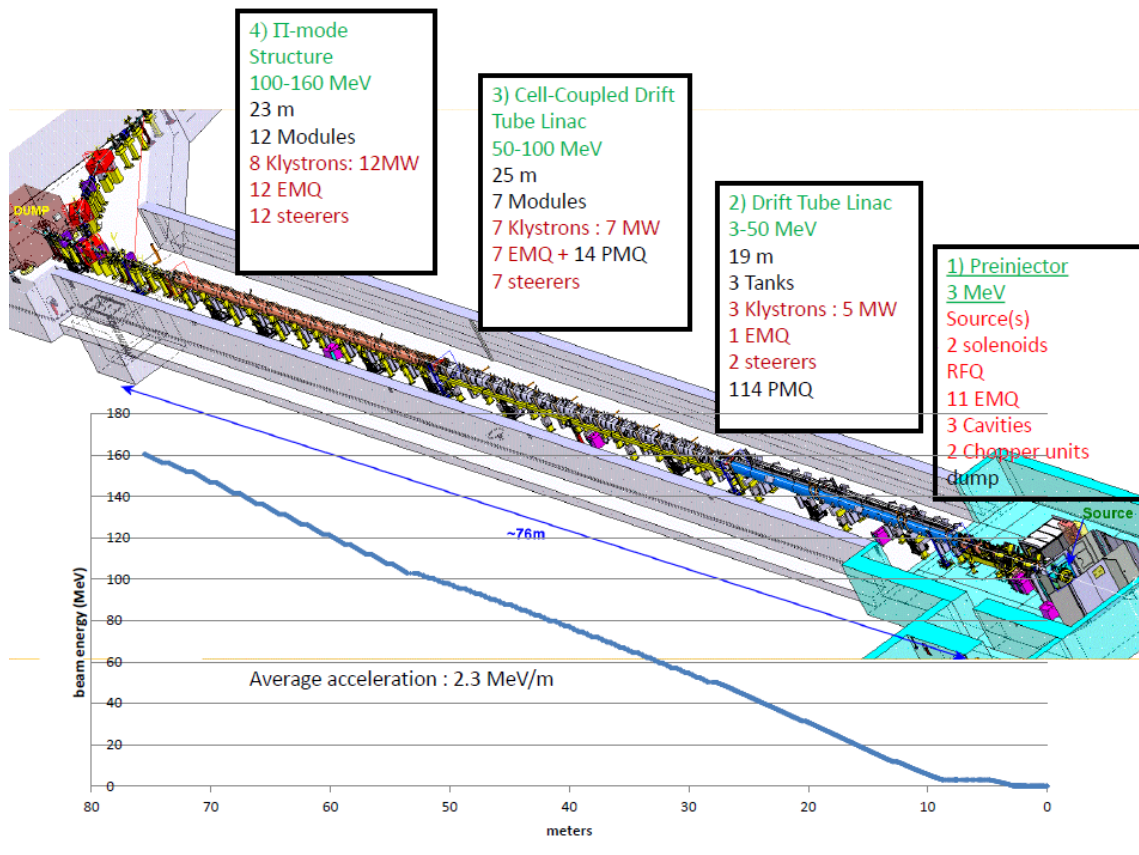 4) Π-mode
Structure
100-160 MeV
23 m
12 Modules
8 Klystrons: 12MW
12 EMQ
12 steerers
3) Cell-Coupled Drift
Tube Linac
50-100 MeV
25 m
7 Modules
7 Klystrons : 7 MW
7 EMQ + 14 PMQ
7 steerers
2) Drift Tube Linac
3-50 MeV
19 m
3 Tanks
3 Klystrons : 5 MW
1 EMQ
2 steerers
114 PMQ
1) Preinjector
3 MeV
Source(s)
2 solenoids
RFQ
11 EMQ
3 Cavities
2 Chopper units
dump
DUMP
Source
~76m
Average acceleration : 2.3 MeV/m
beam energy (MeV)
180
160
140
120
100
80
60
40
20
0
80 70 60 50 40 30 20 10 0
meters